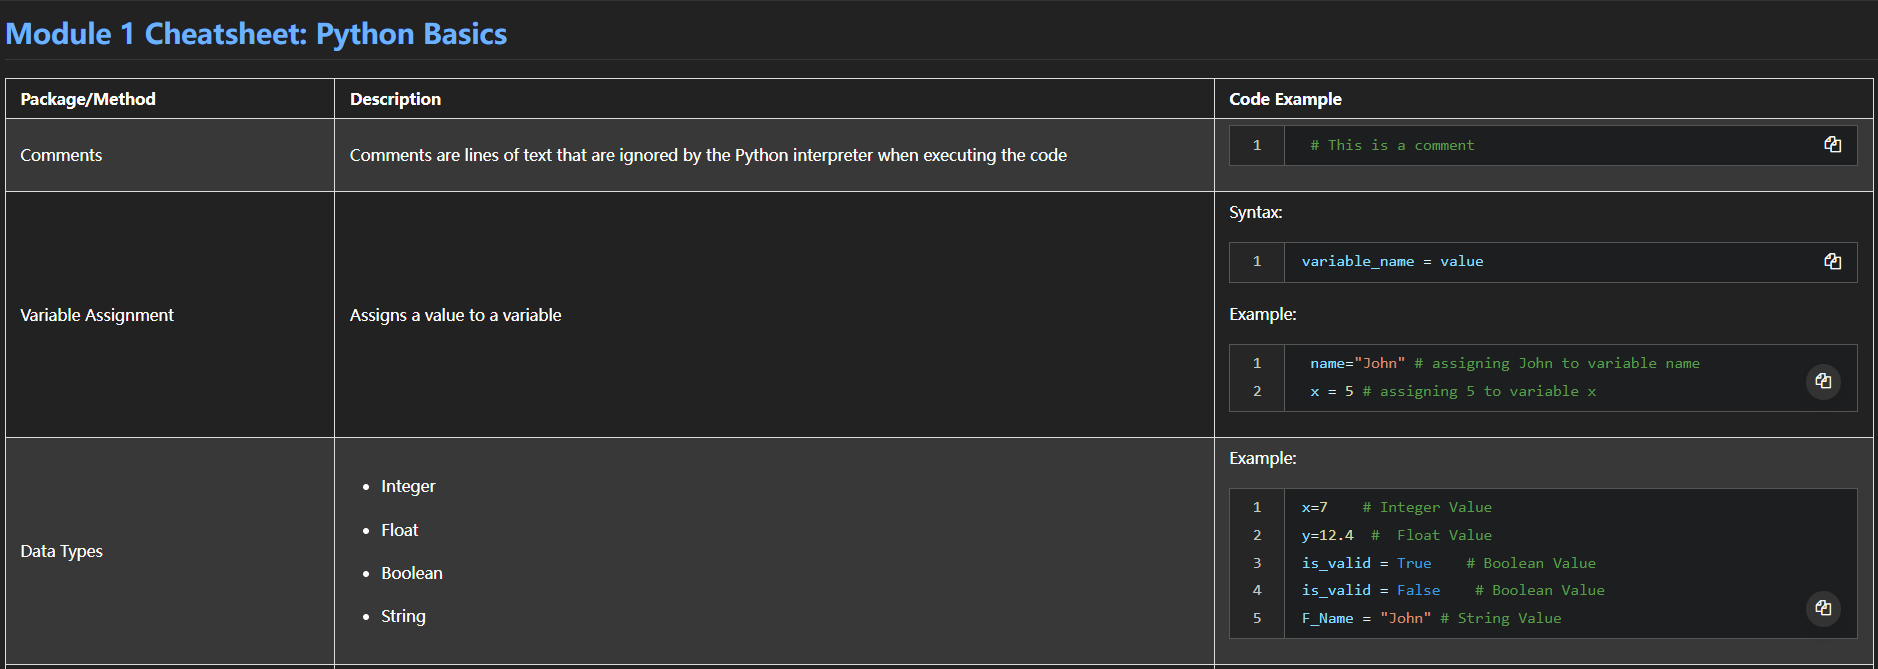 Module 1 Cheatsheet: Python Basics
Package/Method Description Code Example
Comments Comments are lines of text that are ignored by the Python interpreter when executing the code
1 # This is a comment
Variable Assignment Assigns a value to a variable
Syntax:
1 variable_name = value
Example:
1 name="John" # assigning John to variable name
2 x = 5 # assigning 5 to variable x
Data Types
• Integer
• Float
• Boolean
• String
Example:
1 x=7    # Integer Value
2 y=12.4  #  Float Value
3 is_valid = True    # Boolean Value
4 is_valid = False    # Boolean Value
5 F_Name = "John" # String Value